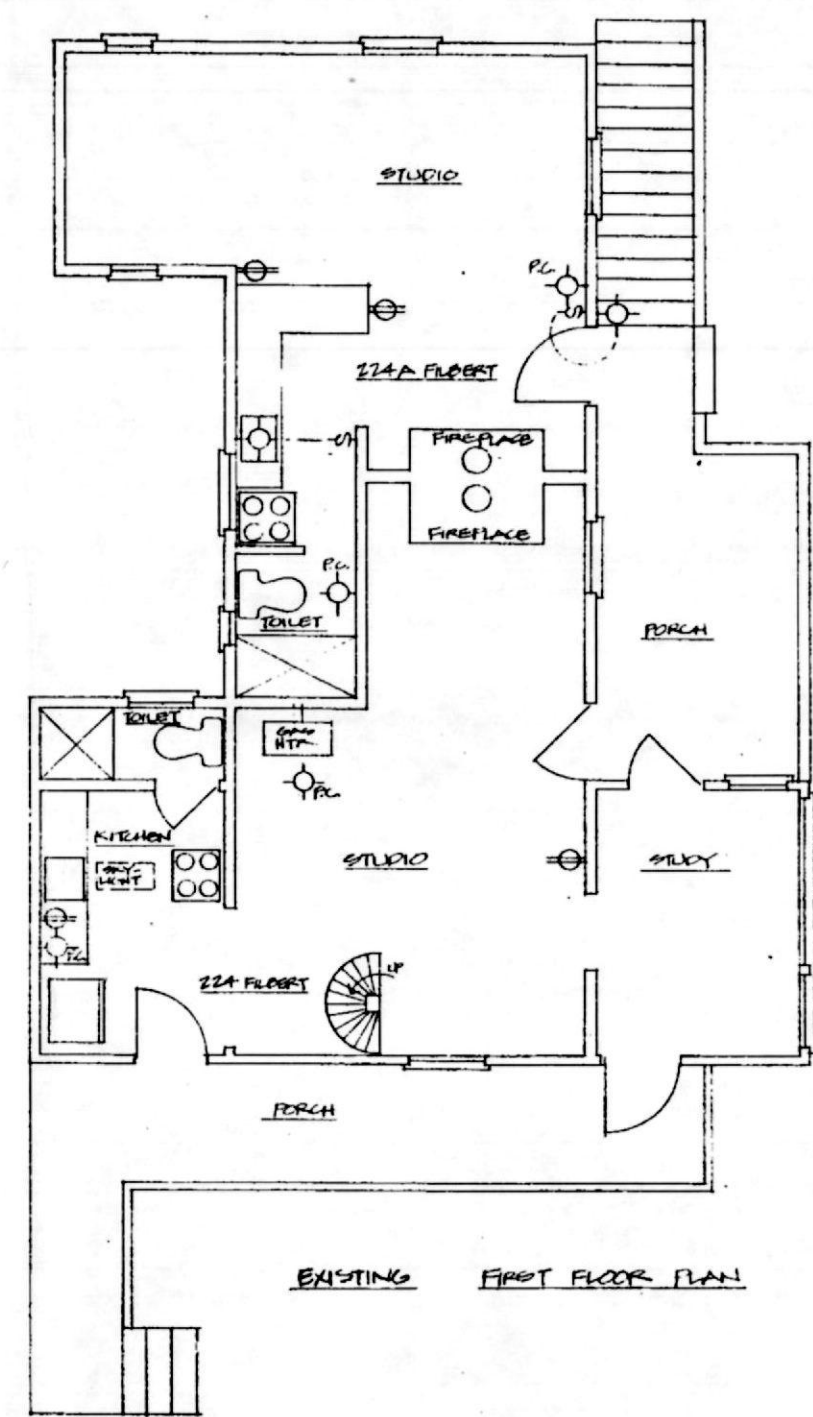 STUDIO
P.C.
S
224A FILBERT
FIREPLACE
S
FIREPLACE
P.C.
TOILET
PORCH
TOILET
GAS
HTR.
P.C.
KITCHEN
SKY-
LIGHT
STUDIO
STUDY
P.C.
224 FILBERT
UP
PORCH
EXISTING FIRST FLOOR PLAN